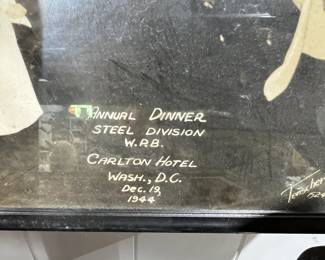 ANNUAL DINNER
STEEL DIVISION
W.P.B.
CARLTON HOTEL
WASH., D.C.
DEC. 19,
1944